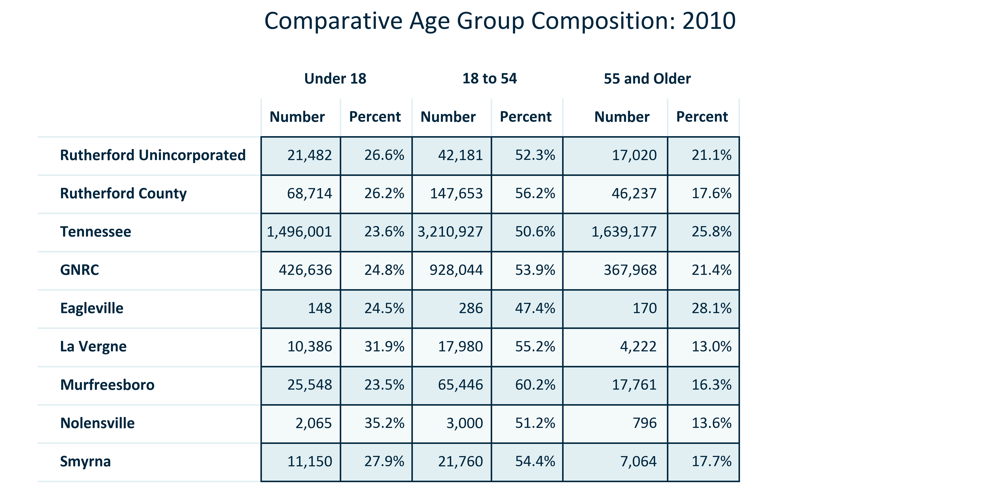 Comparative Age Group Composition: 2010
Under 18 18 to 54 55 and Older
Number Percent Number Percent Number Percent
Rutherford Unincorporated 21,482 26.6% 42,181 52.3% 17,020 21.1%
Rutherford County 68,714 26.2% 147,653 56.2% 46,237 17.6%
Tennessee 1,496,001 23.6% 3,210,927 50.6% 1,639,177 25.8%
GNRC 426,636 24.8% 928,044 53.9% 367,968 21.4%
Eagleville 148 24.5% 286 47.4% 170 28.1%
La Vergne 10,386 31.9% 17,980 55.2% 4,222 13.0%
Murfreesboro 25,548 23.5% 65,446 60.2% 17,761 16.3%
Nolensville 2,065 35.2% 3,000 51.2% 796 13.6%
Smyrna 11,150 27.9% 21,760 54.4% 7,064 17.7%